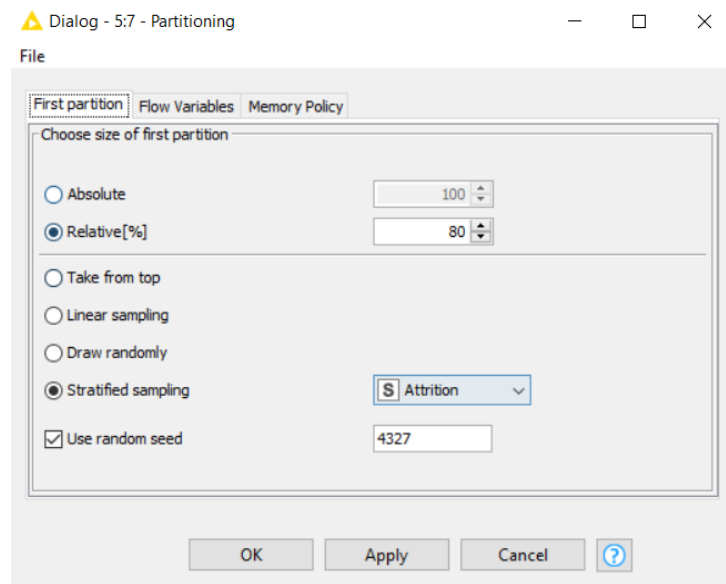 Dialog - 5:7 - Partitioning
File
First partition Flow Variables Memory Policy
Choose size of first partition
Absolute 100
Relative[%] 80
Take from top
Linear sampling
Draw randomly
Stratified sampling S Attrition
Use random seed 4327
OK Apply Cancel ?